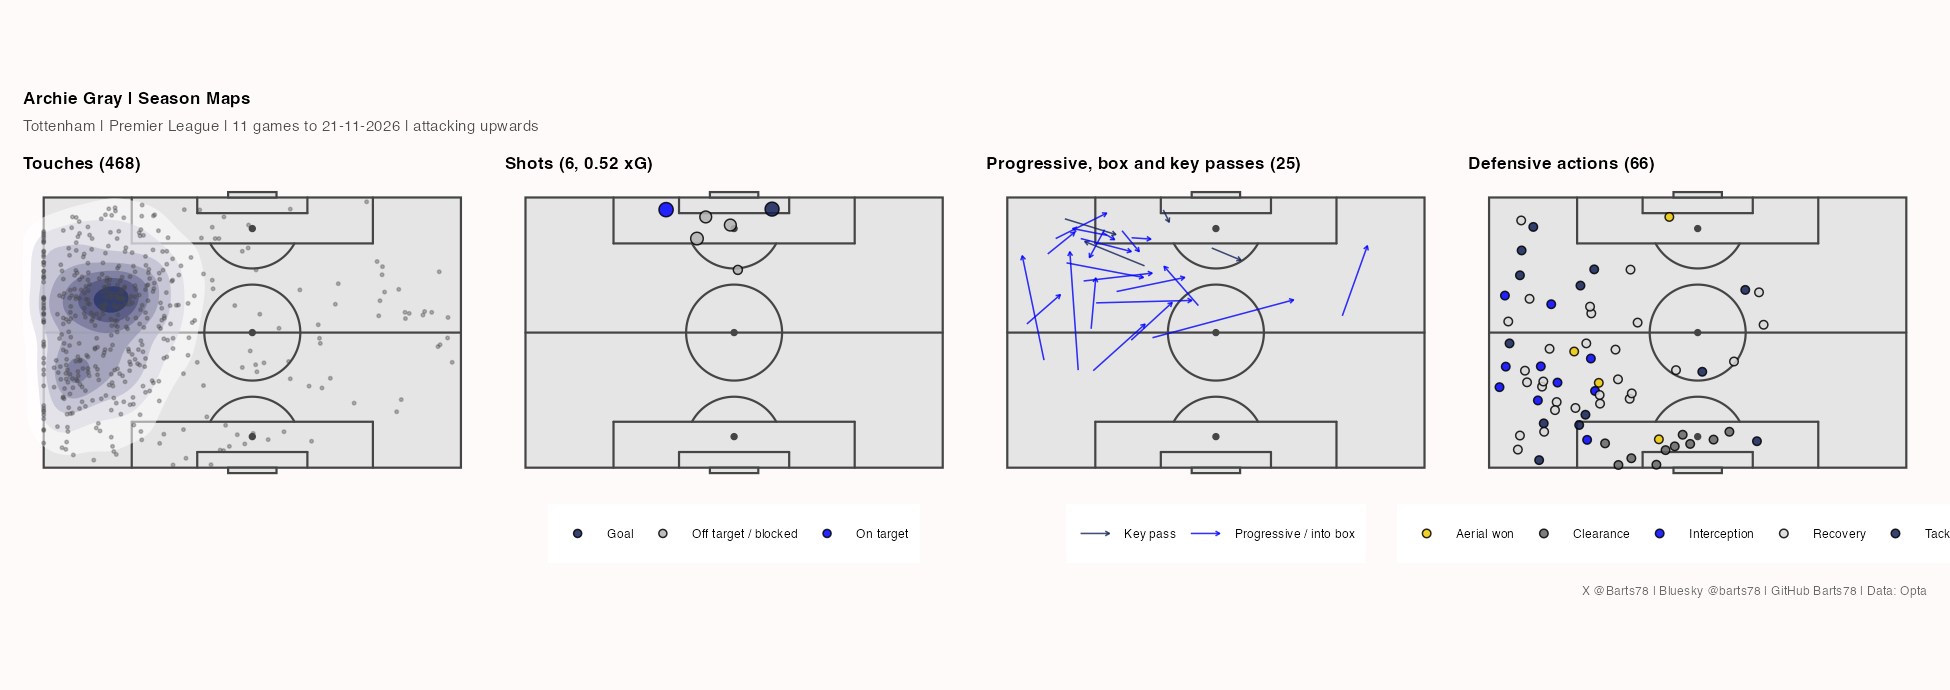 Archie Gray | Season Maps
Tottenham | Premier League | 11 games to 21-11-2026 | attacking upwards
Touches (468)
Shots (6, 0.52 xG)
Progressive, box and key passes (25)
Defensive actions (66)
Goal
Off target / blocked
On target
Key pass
Progressive / into box
Aerial won
Clearance
Interception
Recovery
Tack
X @Barts78 | Bluesky @barts78 | GitHub Barts78 | Data: Opta